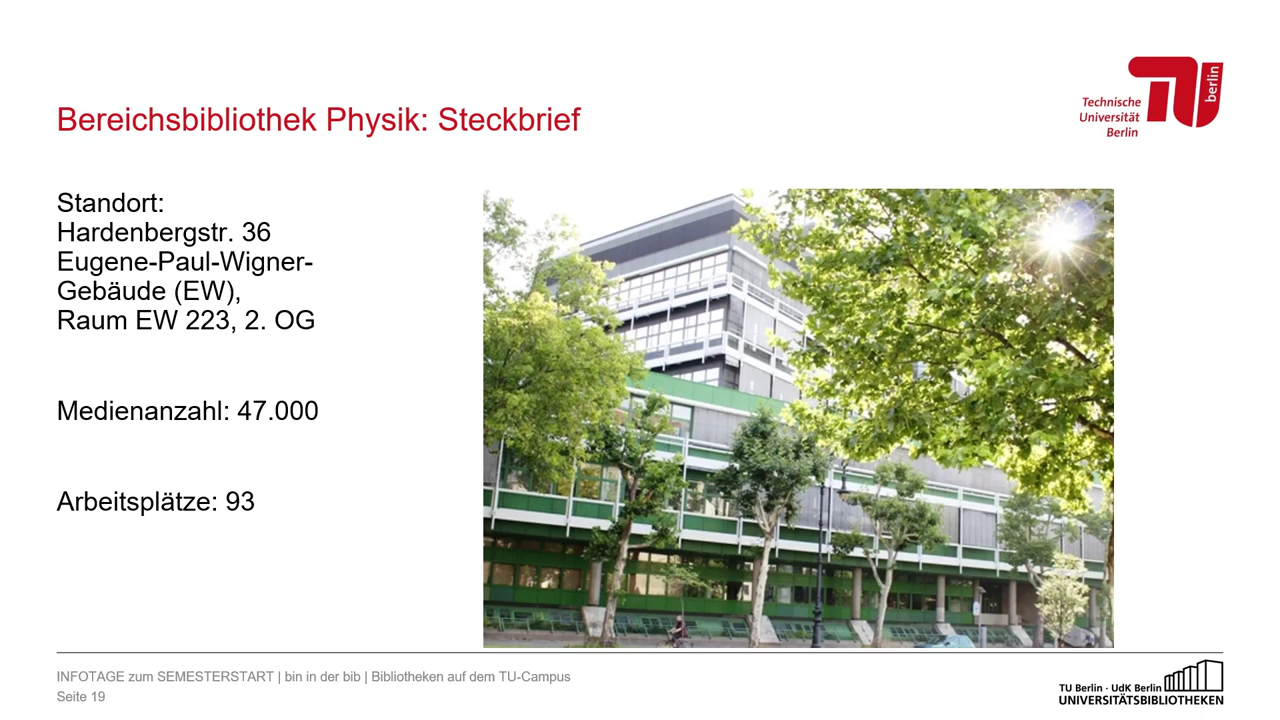 Bereichsbibliothek Physik: Steckbrief
Technische
Universität
Berlin
berlin
Standort:
Hardenbergstr. 36
Eugene-Paul-Wigner-
Gebäude (EW),
Raum EW 223, 2. OG
Medienanzahl: 47.000
Arbeitsplätze: 93
INFOTAGE zum SEMESTERSTART | bin in der bib | Bibliotheken auf dem TU-Campus
Seite 19
TU Berlin · UdK Berlin
UNIVERSITÄTSBIBLIOTHEKEN